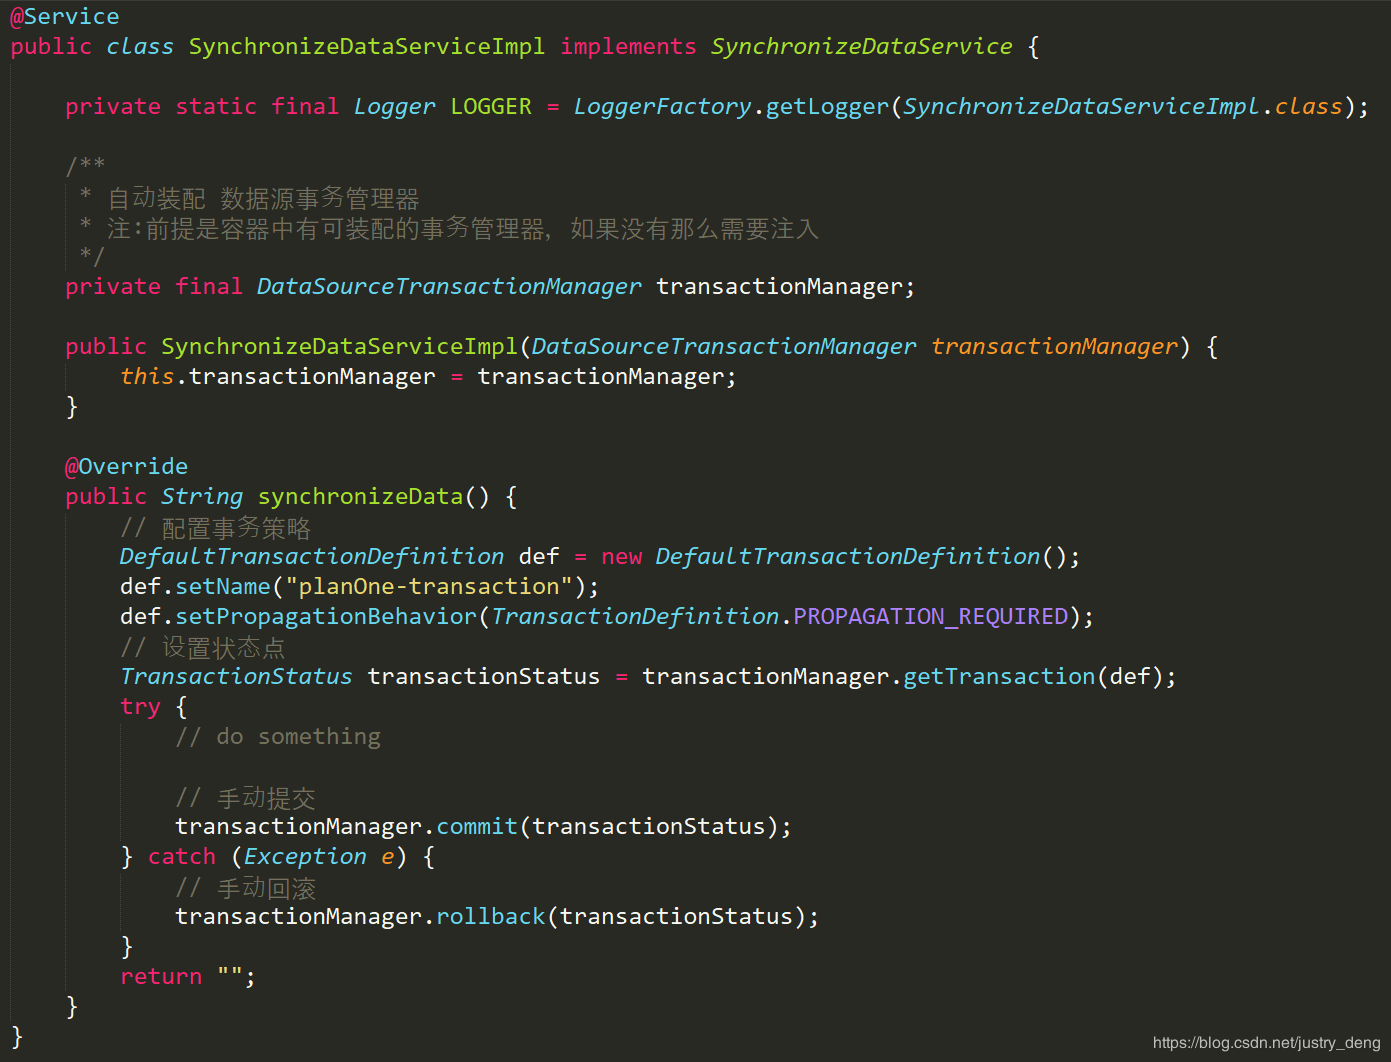 @Service
public class SynchronizeDataServiceImpl implements SynchronizeDataService {
    private static final Logger LOGGER = LoggerFactory.getLogger(SynchronizeDataServiceImpl.class);
    /**
     * 自动装配 数据源事务管理器
     * 注:前提是容器中有可装配的事务管理器, 如果没有那么需要注入
     */
    private final DataSourceTransactionManager transactionManager;
    public SynchronizeDataServiceImpl(DataSourceTransactionManager transactionManager) {
        this.transactionManager = transactionManager;
    }
    @Override
    public String synchronizeData() {
        // 配置事务策略
        DefaultTransactionDefinition def = new DefaultTransactionDefinition();
        def.setName("planOne-transaction");
        def.setPropagationBehavior(TransactionDefinition.PROPAGATION_REQUIRED);
        // 设置状态点
        TransactionStatus transactionStatus = transactionManager.getTransaction(def);
        try {
            // do something
            // 手动提交
            transactionManager.commit(transactionStatus);
        } catch (Exception e) {
            // 手动回滚
            transactionManager.rollback(transactionStatus);
        }
        return "";
    }
}
https://blog.csdn.net/justry_deng